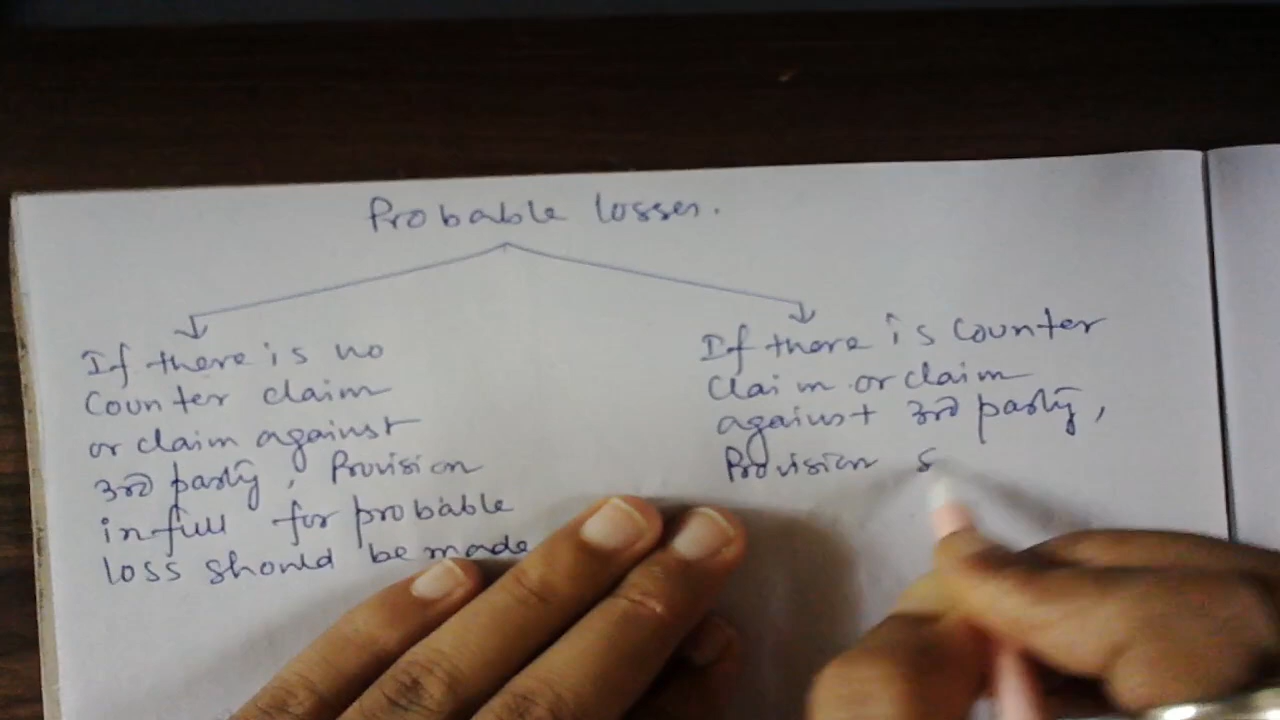 Probable losses.
If there is no
Counter claim
or claim against
3rd party, Provision
in full for probable
loss should be made
If there is Counter
claim or claim
against 3rd party,
Provision s